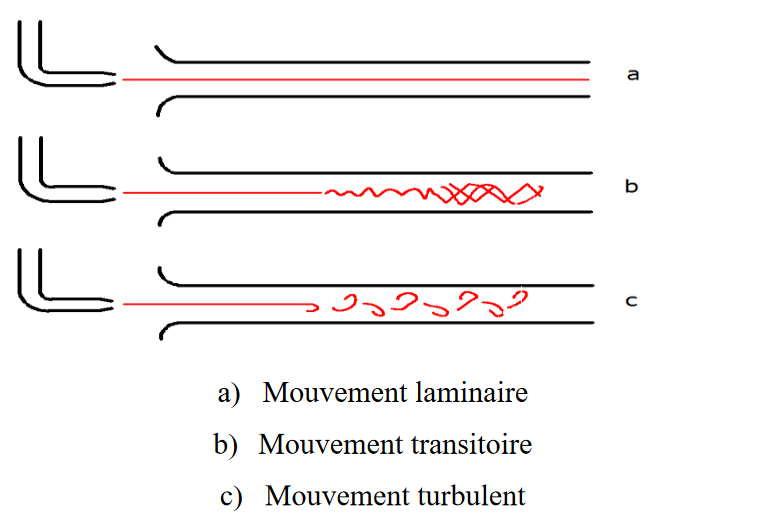 a
b
c
a) Mouvement laminaire
b) Mouvement transitoire
c) Mouvement turbulent